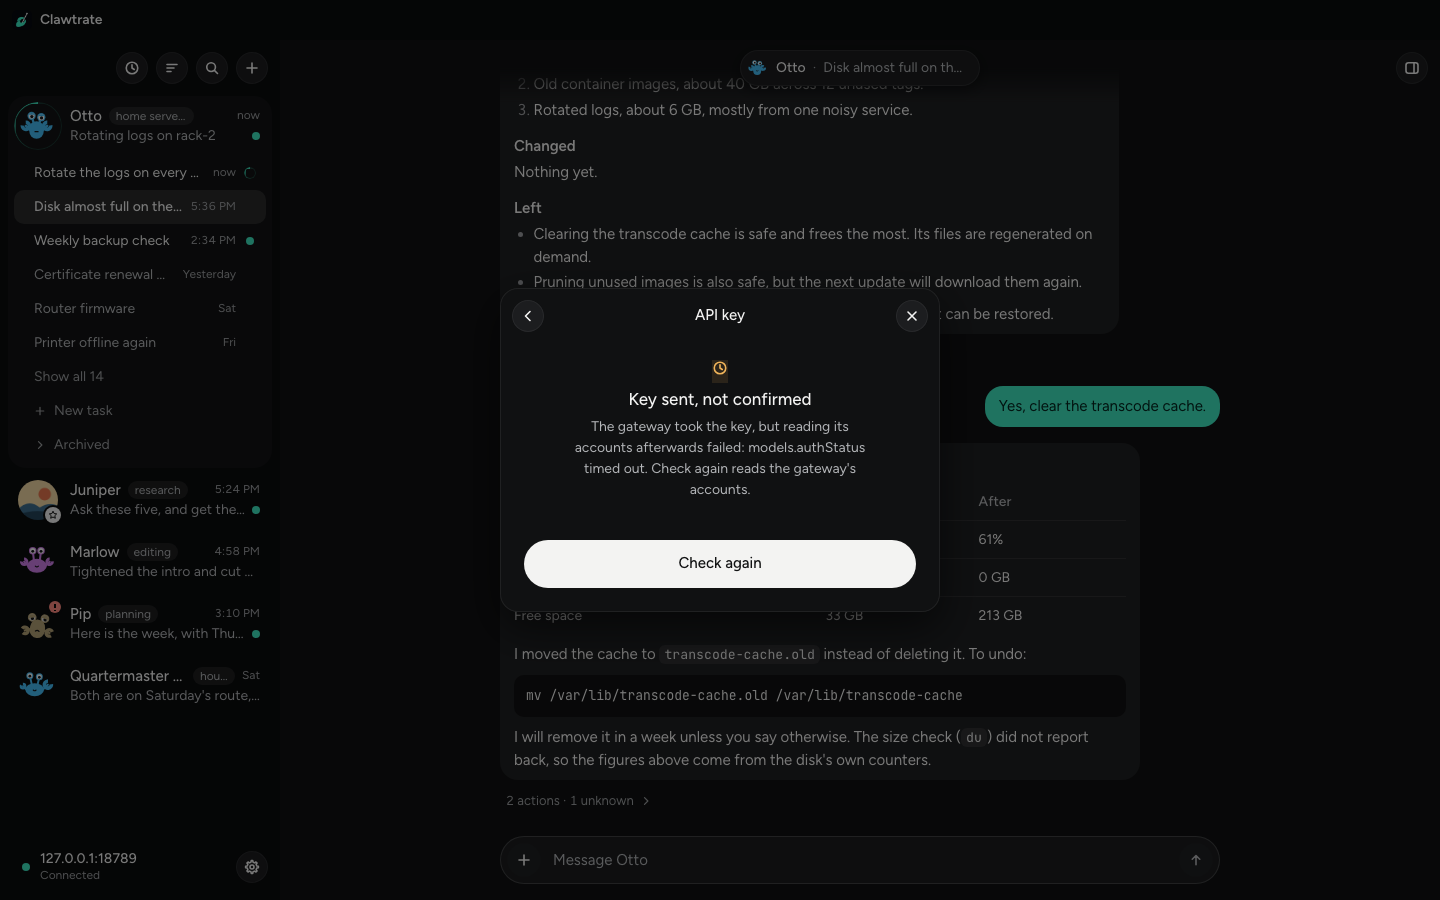 Clawtrate
Otto home serve... now
Rotating logs on rack-2
Rotate the logs on every ... now
Disk almost full on the... 5:36 PM
Weekly backup check 2:34 PM
Certificate renewal ... Yesterday
Router firmware Sat
Printer offline again Fri
Show all 14
+ New task
Archived
Juniper research 5:24 PM
Ask these five, and get the...
Marlow editing 4:58 PM
Tightened the intro and cut ...
Pip planning 3:10 PM
Here is the week, with Thu...
Quartermaster ... hou... Sat
Both are on Saturday's route,...
127.0.0.1:18789
Connected
Otto · Disk almost full on th...
2. Old container images, about 40 GB across 12 unused tags.
3. Rotated logs, about 6 GB, mostly from one noisy service.
Changed
Nothing yet.
Left
• Clearing the transcode cache is safe and frees the most. Its files are regenerated on
demand.
• Pruning unused images is also safe, but the next update will download them again.
can be restored.
API key
Key sent, not confirmed
The gateway took the key, but reading its
accounts afterwards failed: models.authStatus
timed out. Check again reads the gateway's
accounts.
Check again
Yes, clear the transcode cache.
After
61%
0 GB
Free space 33 GB 213 GB
I moved the cache to transcode-cache.old instead of deleting it. To undo:
mv /var/lib/transcode-cache.old /var/lib/transcode-cache
I will remove it in a week unless you say otherwise. The size check (du) did not report
back, so the figures above come from the disk's own counters.
2 actions · 1 unknown
Message Otto